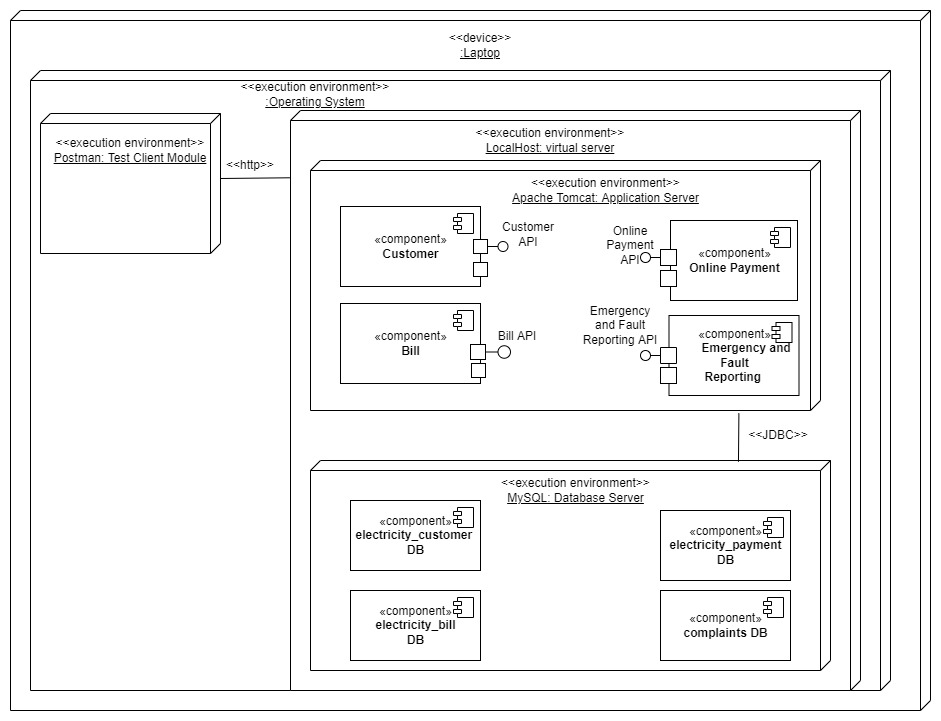 <<device>>
:Laptop
<<execution environment>>
:Operating System
<<execution environment>>
Postman: Test Client Module
<<http>>
<<execution environment>>
LocalHost: virtual server
<<execution environment>>
Apache Tomcat: Application Server
«component»
Customer
Customer
API
Online
Payment
API
«component»
Online Payment
«component»
Bill
Bill API
Emergency
and Fault
Reporting API
«component»
Emergency and
Fault
Reporting
<<JDBC>>
<<execution environment>>
MySQL: Database Server
«component»
electricity_customer
DB
«component»
electricity_payment
DB
«component»
electricity_bill
DB
«component»
complaints DB